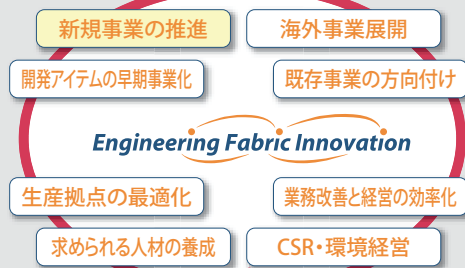 新規事業の推進
海外事業展開
開発アイテムの早期事業化
既存事業の方向付け
Engineering Fabric Innovation
生産拠点の最適化
業務改善と経営の効率化
求められる人材の養成
CSR・環境経営